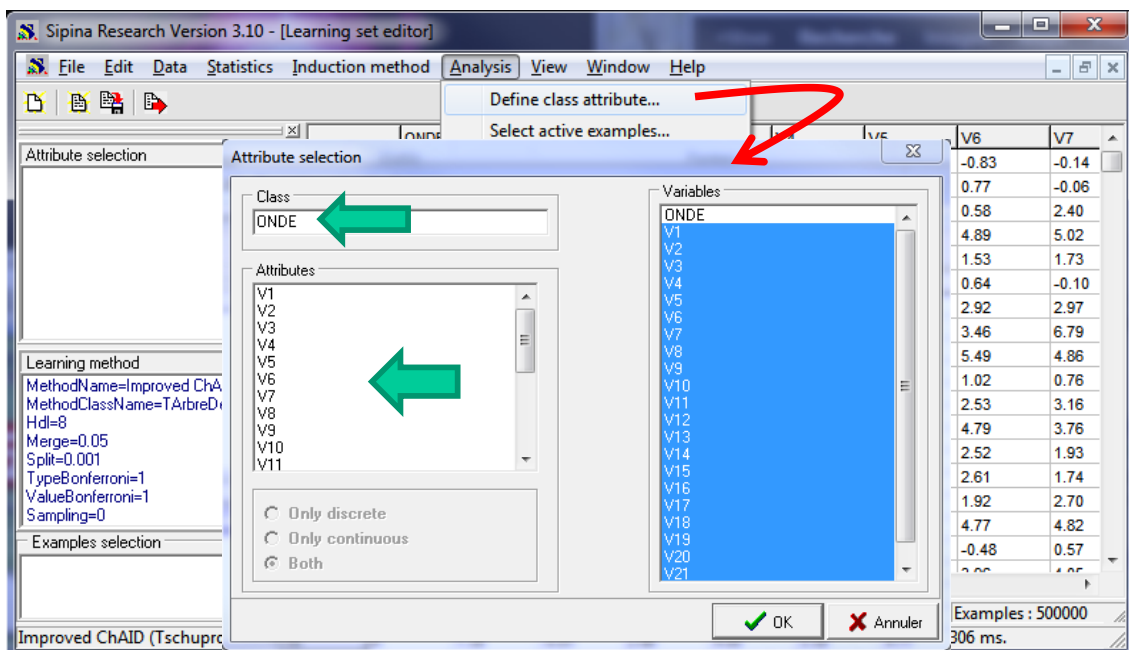 Sipina Research Version 3.10 - [Learning set editor]
File Edit Data Statistics Induction method Analysis View Window Help
Define class attribute...
Select active examples...
V6 V7
Attribute selection
-0.83 -0.14
0.77 -0.06
0.58 2.40
4.89 5.02
1.53 1.73
0.64 -0.10
2.92 2.97
3.46 6.79
5.49 4.86
1.02 0.76
2.53 3.16
4.79 3.76
2.52 1.93
2.61 1.74
1.92 2.70
4.77 4.82
-0.48 0.57
Learning method
MethodName=Improved ChA
MethodClassName=TArbreD
Hdl=8
Merge=0.05
Split=0.001
TypeBonferroni=1
ValueBonferroni=1
Sampling=0
Examples selection
Attribute selection
Class
ONDE
Attributes
V1
V2
V3
V4
V5
V6
V7
V8
V9
V10
V11
Only discrete
Only continuous
Both
Variables
ONDE
V1
V2
V3
V4
V5
V6
V7
V8
V9
V10
V11
V12
V13
V14
V15
V16
V17
V18
V19
V20
V21
OK Annuler
Examples : 500000
Improved ChAID (Tschupr
306 ms.